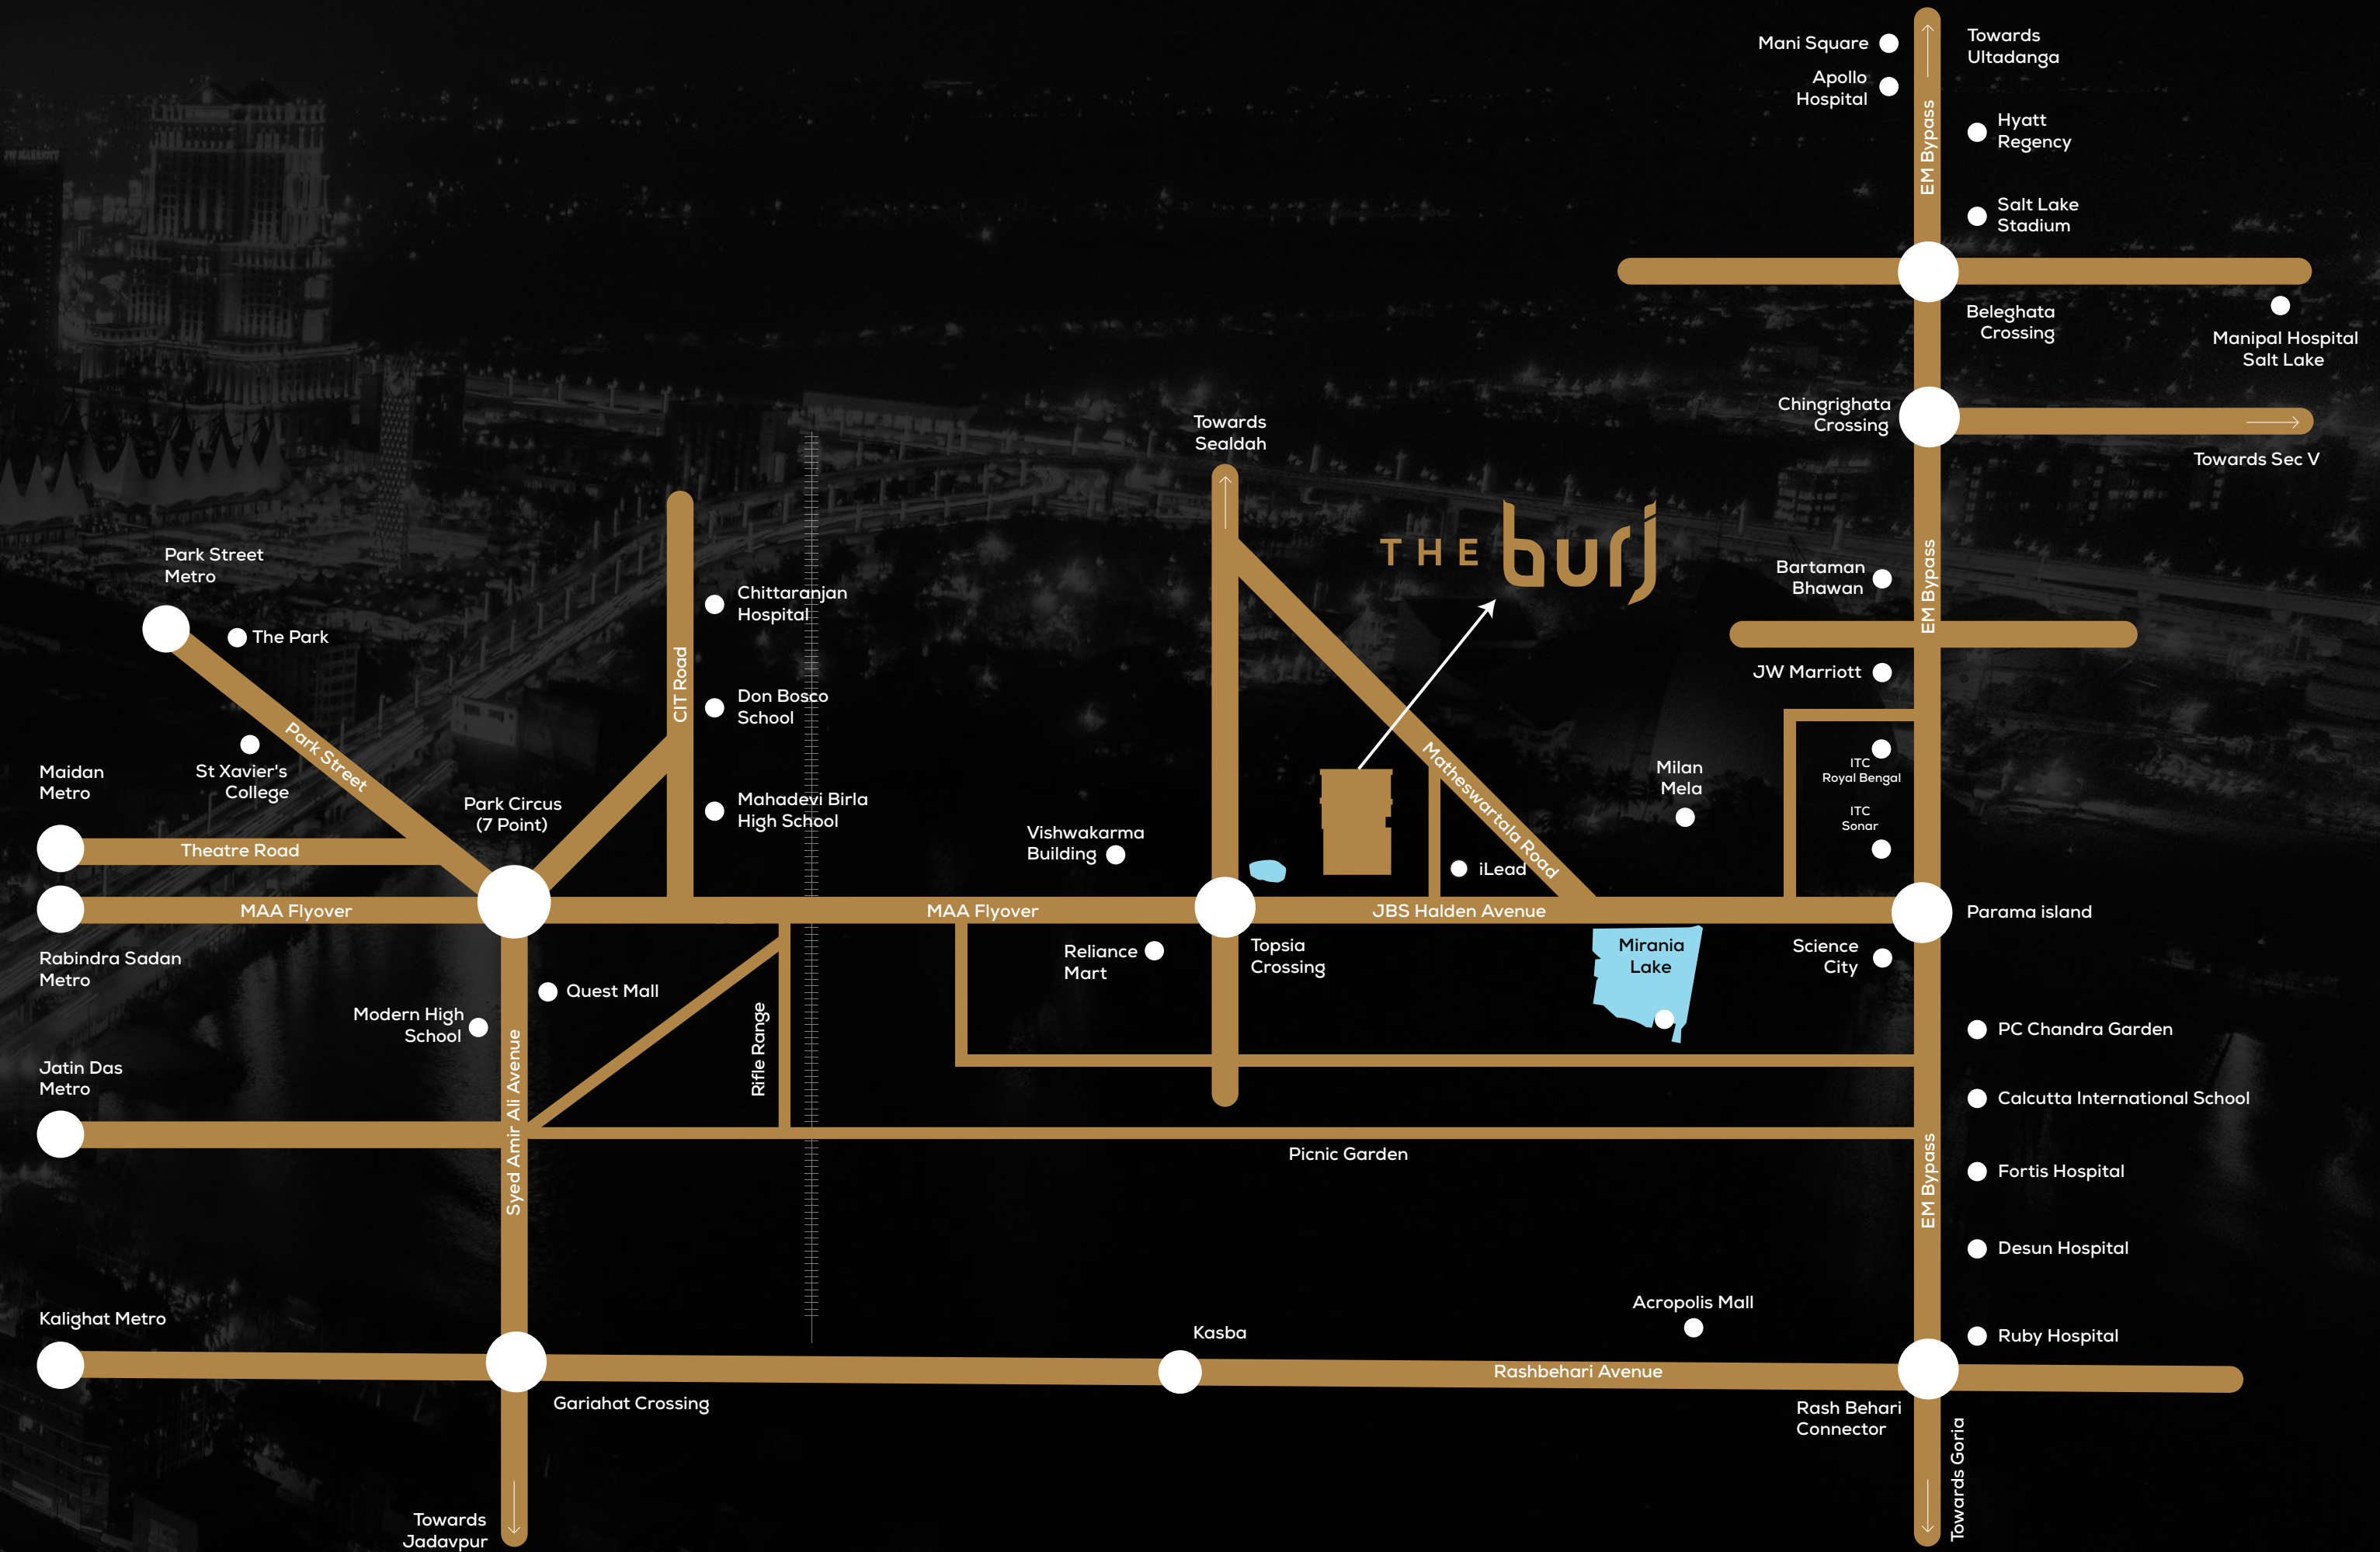 Mani Square
Towards
Ultadanga
Apollo
Hospital
EM Bypass
Hyatt
Regency
JW MARRIOTT
Salt Lake
Stadium
Beleghata
Crossing
Manipal Hospital
Salt Lake
Chingrighata
Crossing
Towards Sec V
Towards
Sealdah
THE burj
Park Street
Metro
The Park
Chittaranjan
Hospital
Bartaman
Bhawan
EM Bypass
JW Marriott
CIT Road
Don Bosco
School
Park Street
St Xavier's
College
Maidan
Metro
Park Circus
(7 Point)
Mahadevi Birla
High School
Vishwakarma
Building
Matheswartala Road
iLead
Milan
Mela
ITC
Royal Bengal
ITC
Sonar
Theatre Road
MAA Flyover
MAA Flyover
JBS Halden Avenue
Parama island
Rabindra Sadan
Metro
Reliance
Mart
Topsia
Crossing
Mirania
Lake
Science
City
Quest Mall
Modern High
School
Rifle Range
PC Chandra Garden
Jatin Das
Metro
Syed Amir Ali Avenue
Calcutta International School
Picnic Garden
EM Bypass
Fortis Hospital
Desun Hospital
Acropolis Mall
Kalighat Metro
Kasba
Ruby Hospital
Rashbehari Avenue
Gariahat Crossing
Rash Behari
Connector
Towards Goria
Towards
Jadavpur